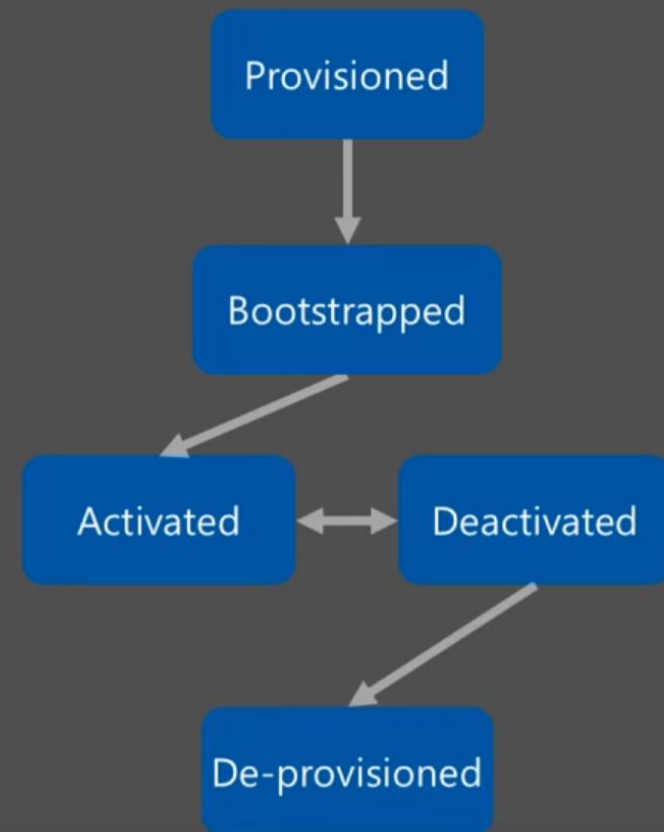 Provisioned
Bootstrapped
Activated
Deactivated
De-provisioned